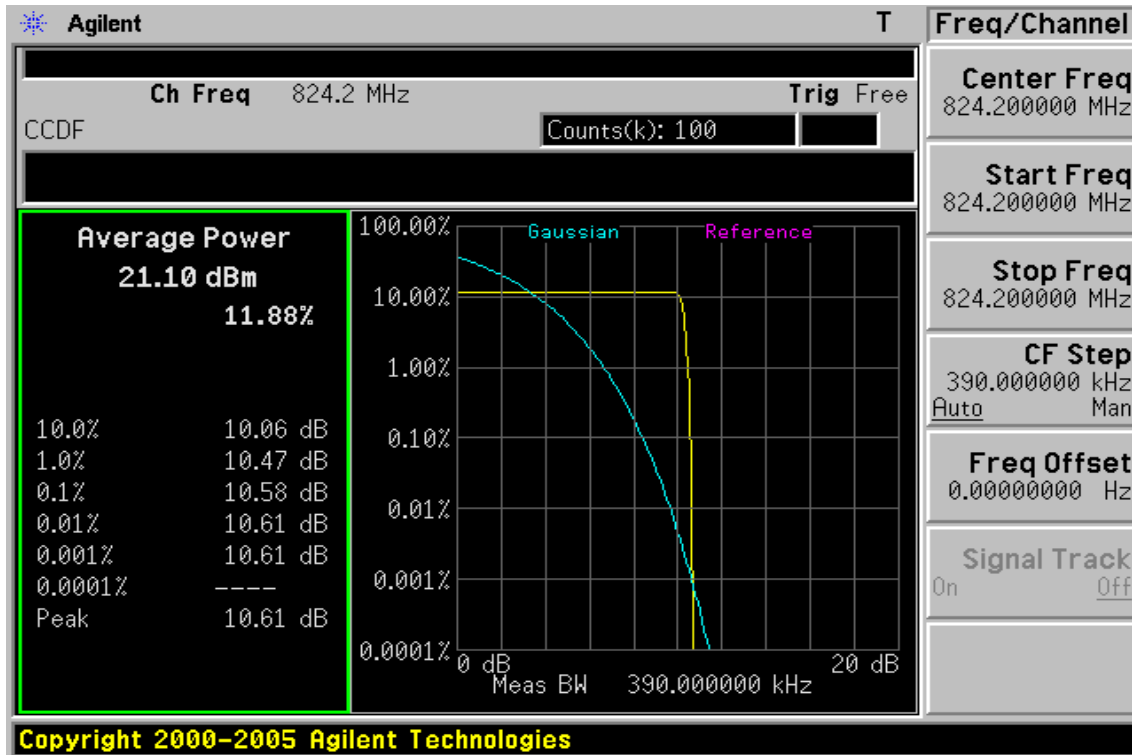 Agilent T
Freq/Channel
Ch Freq 824.2 MHz Trig Free
CCDF Counts(k): 100
Average Power
21.10 dBm
11.88%
10.0% 10.06 dB
1.0% 10.47 dB
0.1% 10.58 dB
0.01% 10.61 dB
0.001% 10.61 dB
0.0001% ----
Peak 10.61 dB
Gaussian Reference
100.00%
10.00%
1.00%
0.10%
0.01%
0.001%
0.0001%
0 dB 20 dB
Meas BW 390.000000 kHz
Center Freq
824.200000 MHz
Start Freq
824.200000 MHz
Stop Freq
824.200000 MHz
CF Step
390.000000 kHz
Auto Man
Freq Offset
0.00000000 Hz
Signal Track
On Off
Copyright 2000-2005 Agilent Technologies